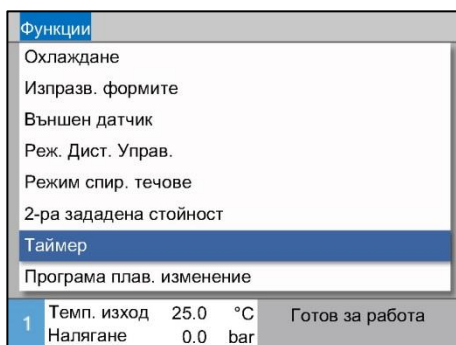 Функции
Охлаждане
Изпразв. формите
Външен датчик
Реж. Дист. Управ.
Режим спир. течове
2-ра зададена стойност
Таймер
Програма плав. изменение
1 Темп. изход 25.0 °C Готов за работа
Налягане 0.0 bar